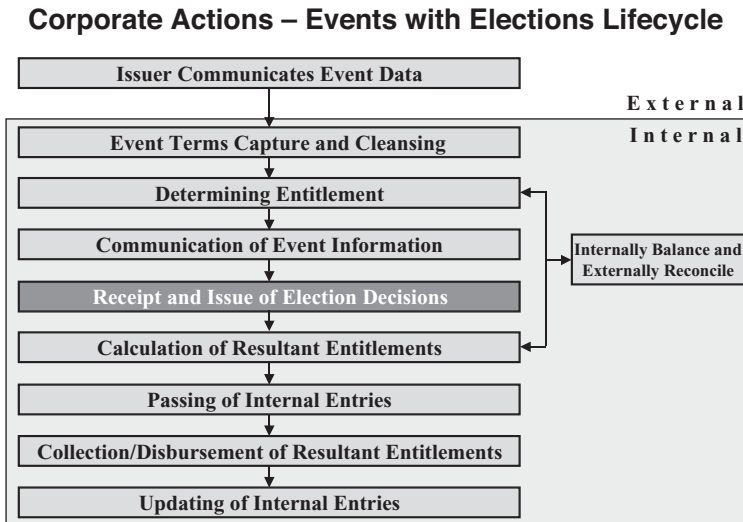 Corporate Actions – Events with Elections Lifecycle
Issuer Communicates Event Data
External
Internal
Event Terms Capture and Cleansing
Determining Entitlement
Communication of Event Information
Internally Balance and
Externally Reconcile
Receipt and Issue of Election Decisions
Calculation of Resultant Entitlements
Passing of Internal Entries
Collection/Disbursement of Resultant Entitlements
Updating of Internal Entries